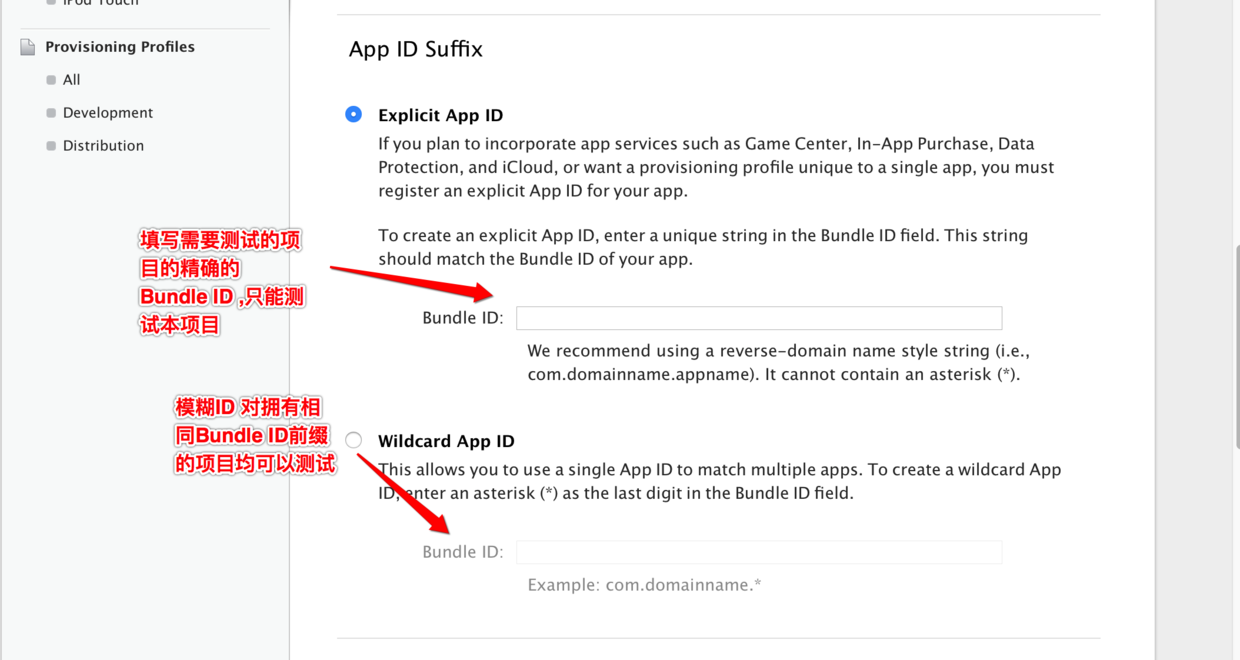 iPod Touch
Provisioning Profiles
All
Development
Distribution
App ID Suffix
Explicit App ID
If you plan to incorporate app services such as Game Center, In-App Purchase, Data
Protection, and iCloud, or want a provisioning profile unique to a single app, you must
register an explicit App ID for your app.
To create an explicit App ID, enter a unique string in the Bundle ID field. This string
should match the Bundle ID of your app.
填写需要测试的项
目的精确的
Bundle ID ,只能测
试本项目
Bundle ID:
We recommend using a reverse-domain name style string (i.e.,
com.domainname.appname). It cannot contain an asterisk (*).
模糊ID 对拥有相
同Bundle ID前缀
的项目均可以测试
Wildcard App ID
This allows you to use a single App ID to match multiple apps. To create a wildcard App
ID, enter an asterisk (*) as the last digit in the Bundle ID field.
Bundle ID:
Example: com.domainname.*